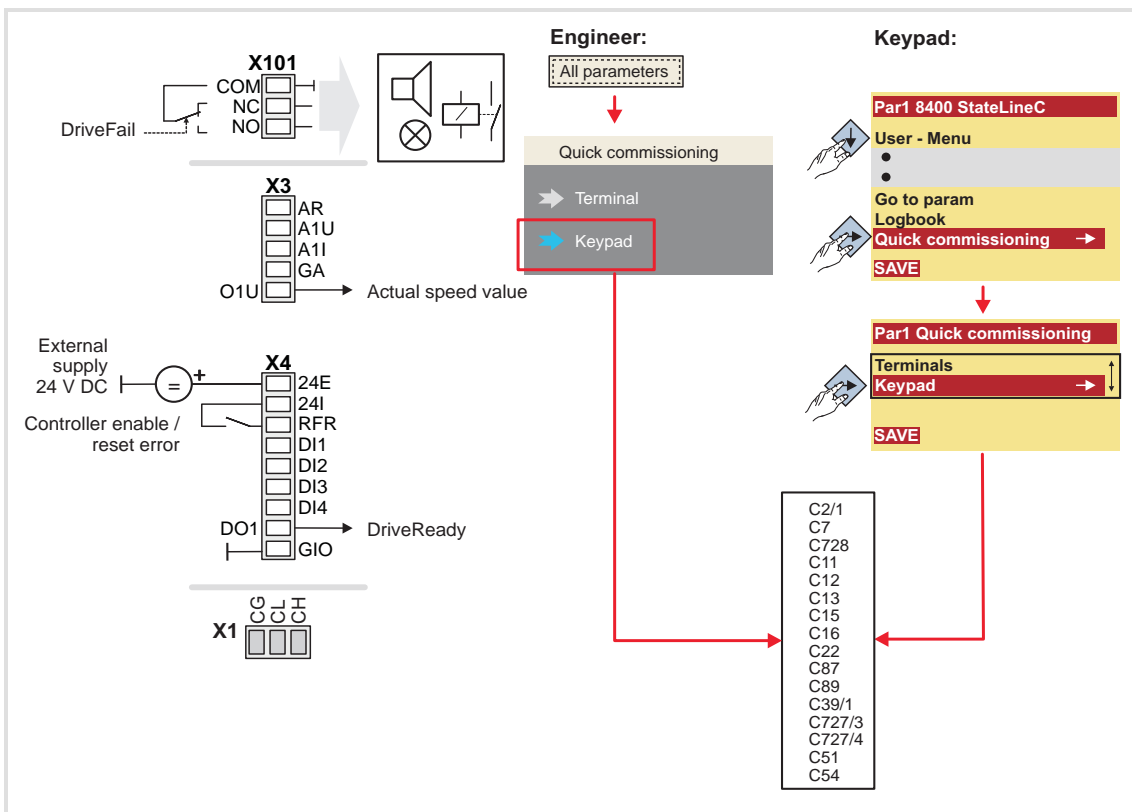 X101
COM
NC
NO
DriveFail
X3
AR
A1U
A1I
GA
O1U
Actual speed value
External
supply
24 V DC
=
+
X4
24E
24I
RFR
DI1
DI2
DI3
DI4
DO1
GIO
Controller enable /
reset error
DriveReady
X1
CG
CL
CH
Engineer:
All parameters
Quick commissioning
Terminal
Keypad
Keypad:
Par1 8400 StateLineC
User - Menu
Go to param
Logbook
Quick commissioning
SAVE
Par1 Quick commissioning
Terminals
Keypad
SAVE
C2/1
C7
C728
C11
C12
C13
C15
C16
C22
C87
C89
C39/1
C727/3
C727/4
C51
C54